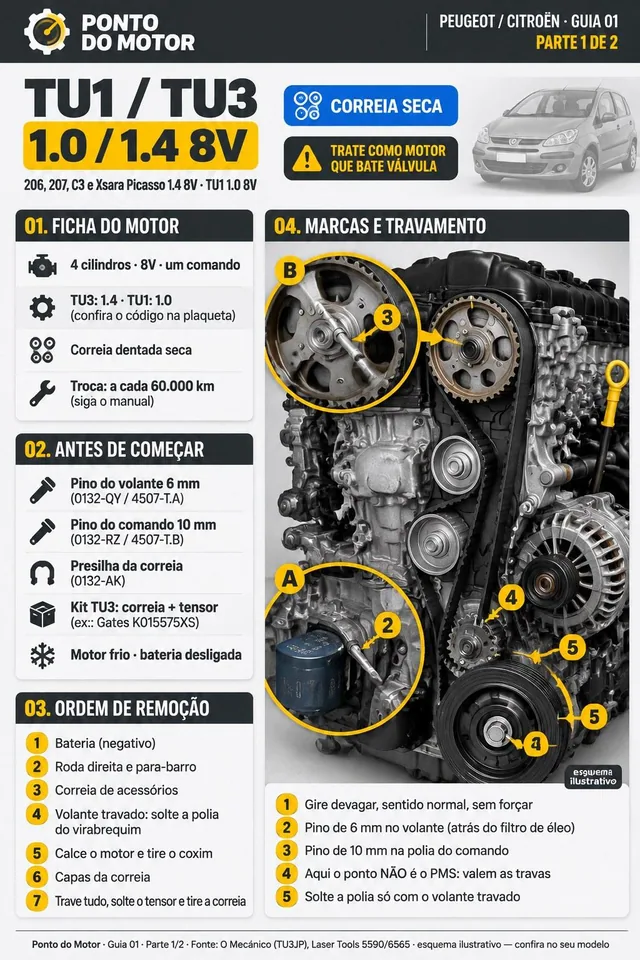 PONTO
DO MOTOR
PEUGEOT / CITROËN · GUIA 01
PARTE 1 DE 2
TU1 / TU3
1.0 / 1.4 8V
206, 207, C3 e Xsara Picasso 1.4 8V · TU1 1.0 8V
CORREIA SECA
TRATE COMO MOTOR
QUE BATE VÁLVULA
01. FICHA DO MOTOR
4 cilindros · 8V · um comando
TU3: 1.4 · TU1: 1.0
(confira o código na plaqueta)
Correia dentada seca
Troca: a cada 60.000 km
(siga o manual)
02. ANTES DE COMEÇAR
Pino do volante 6 mm
(0132-QY / 4507-T.A)
Pino do comando 10 mm
(0132-RZ / 4507-T.B)
Presilha da correia
(0132-AK)
Kit TU3: correia + tensor
(ex:: Gates K015575XS)
Motor frio · bateria desligada
03. ORDEM DE REMOÇÃO
1 Bateria (negativo)
2 Roda direita e para-barro
3 Correia de acessórios
4 Volante travado: solte a polia
do virabrequim
5 Calce o motor e tire o coxim
6 Capas da correia
7 Trave tudo, solte o tensor e tire a correia
04. MARCAS E TRAVAMENTO
B
3
A
2
4
5
5
4
esquema
ilustrativo
1 Gire devagar, sentido normal, sem forçar
2 Pino de 6 mm no volante (atrás do filtro de éleo)
3 Pino de 10 mm na polia do comando
4 Aqui o ponto NÃO é o PMS: valem as travas
5 Solte a polia só com o volante travado
Ponto do Motor · Guia 01 · Parte 1/2 · Fonte: O Mecánico (TU3JP), Laser Tools 5590/6565 · esquema ilustrativo — confira no seu modelo